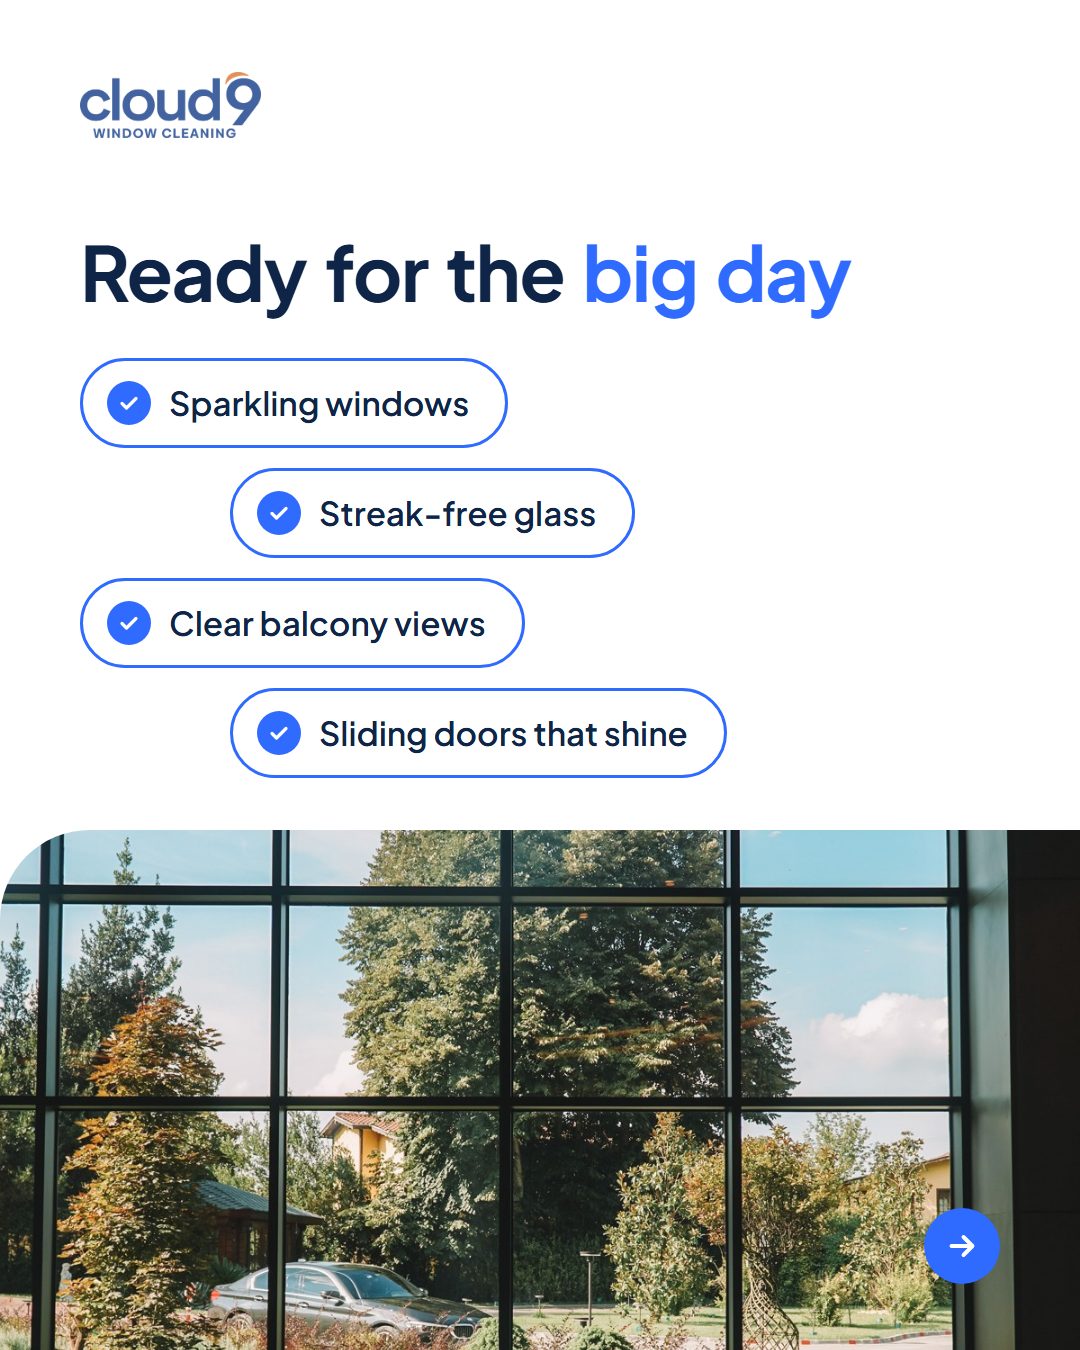 cloud9
WINDOW CLEANING
Ready for the big day
Sparkling windows
Streak-free glass
Clear balcony views
Sliding doors that shine